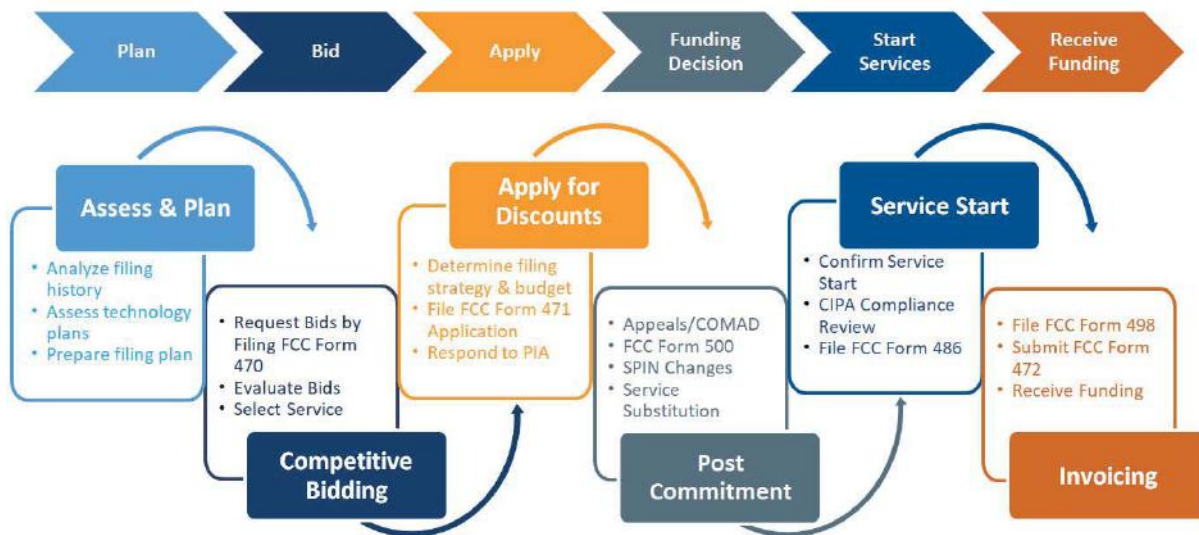 Plan
Bid
Apply
Funding
Decision
Start
Services
Receive
Funding
Assess & Plan
• Analyze filing
history
• Assess technology
plans
• Prepare filing plan
• Request Bids by
Filing FCC Form
470
• Evaluate Bids
• Select Service
Competitive
Bidding
Apply for
Discounts
• Determine filing
strategy & budget
• File FCC Form 471
Application
• Respond to PIA
• Appeals/COMAD
• FCC Form 500
• SPIN Changes
• Service
Substitution
Post
Commitment
Service Start
• Confirm Service
Start
• CIPA Compliance
Review
• File FCC Form 486
• File FCC Form 498
• Submit FCC Form
472
• Receive Funding
Invoicing